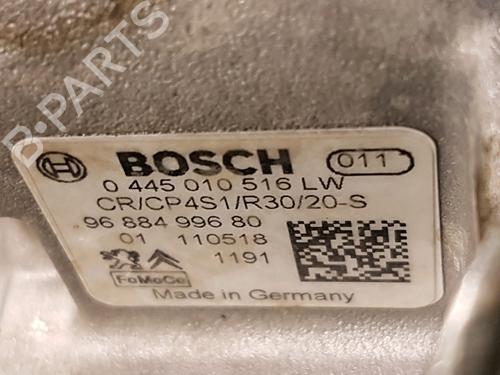 B-PARTS
BOSCH 011
0 445 010 516 LW
CR/CP4S1/R30/20-S
96 884 996 80
01 110518
1191
FoMoCo
Made in Germany